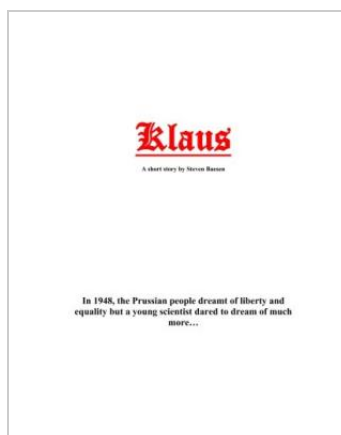 Klaus
A short story by Steven Bassen
In 1948, the Prussian people dreamt of liberty and
equality but a young scientist dared to dream of much
more…